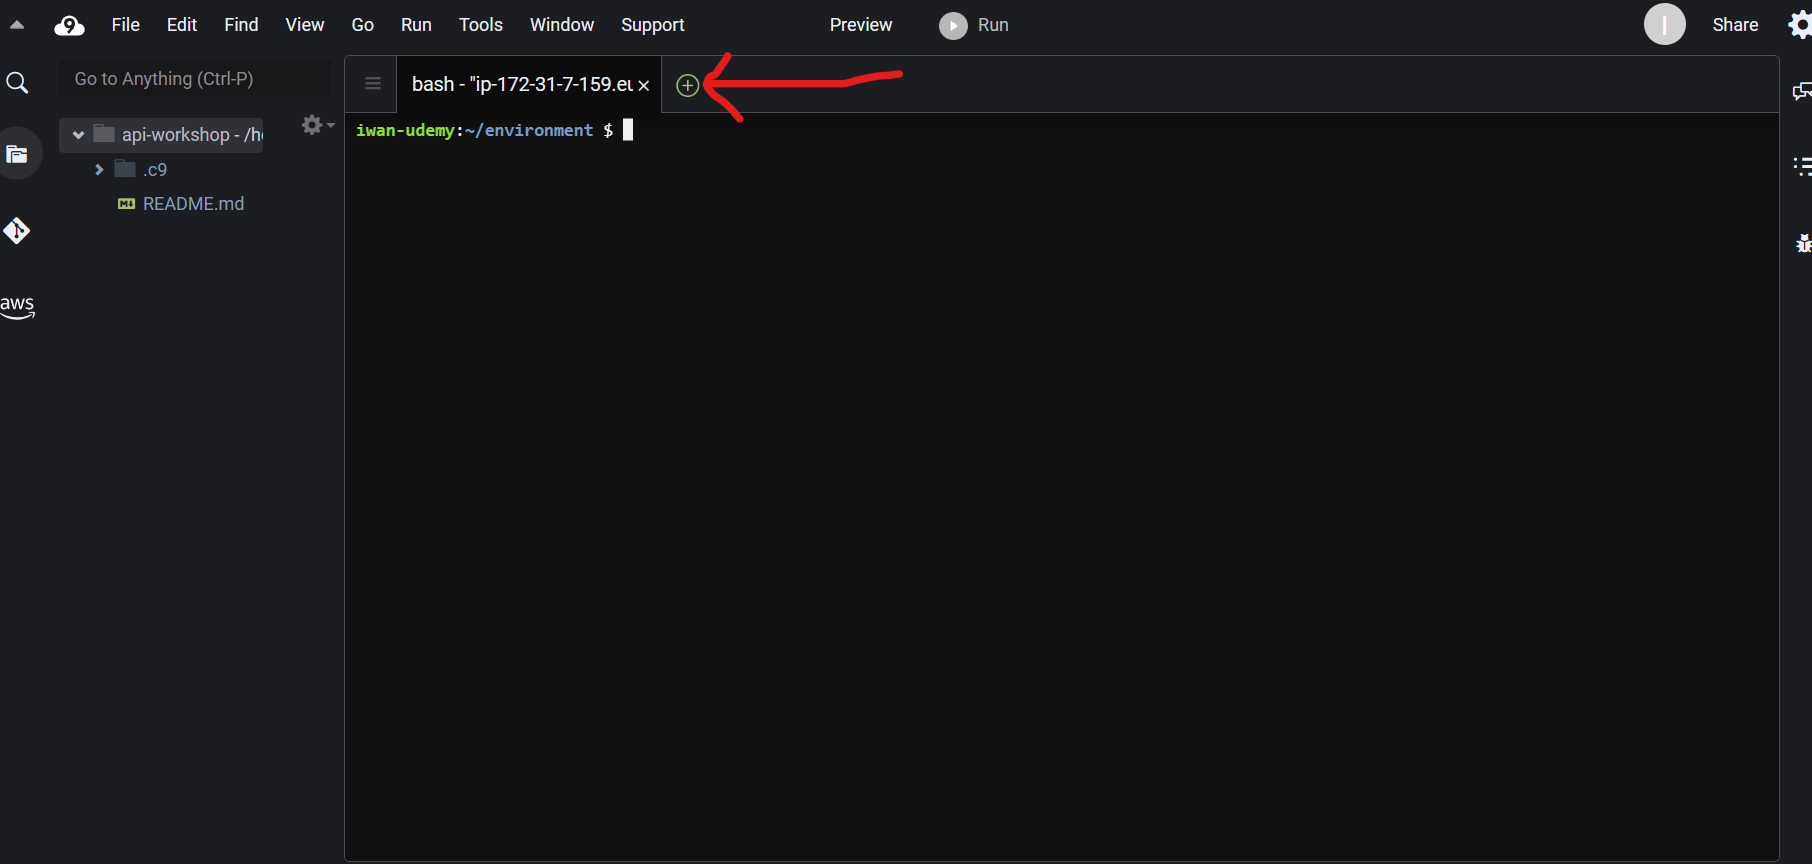 9 File Edit Find View Go Run Tools Window Support Preview Run I Share
Go to Anything (Ctrl-P)
bash - "ip-172-31-7-159.eu
iwan-udemy:~/environment $
api-workshop - /h
.c9
README.md
aws